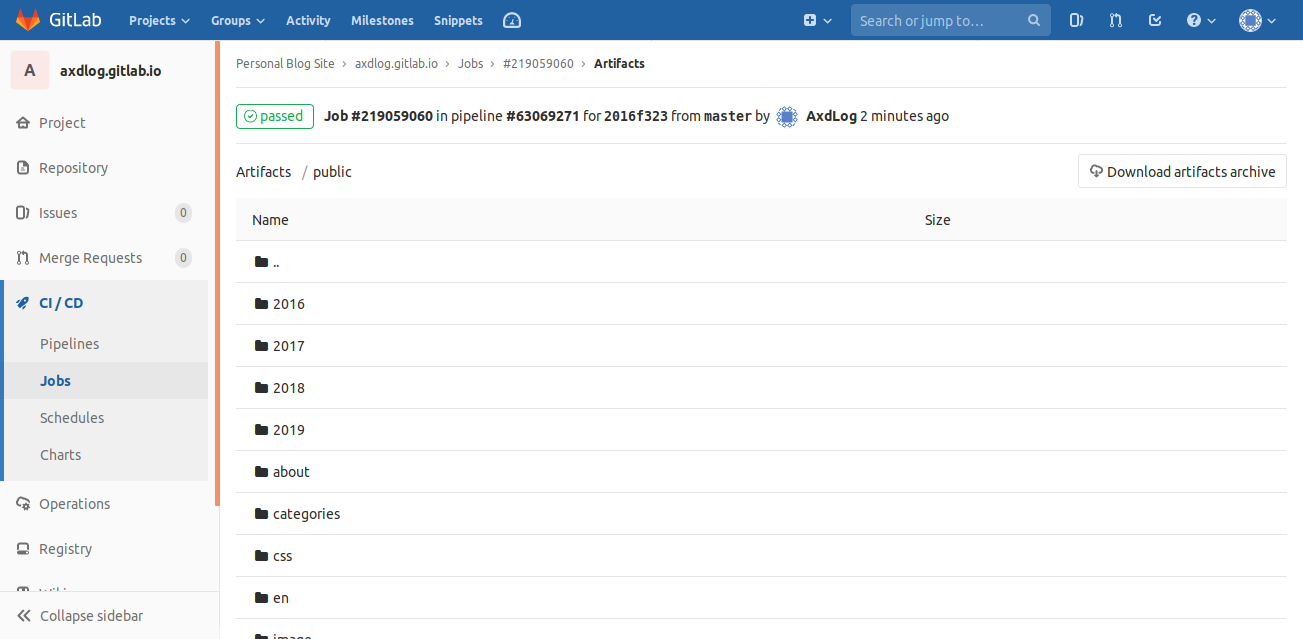 GitLab Projects Groups Activity Milestones Snippets Search or jump to…
A axdlog.gitlab.io
Project
Repository
Issues 0
Merge Requests 0
CI / CD
Pipelines
Jobs
Schedules
Charts
Operations
Registry
Collapse sidebar
Personal Blog Site › axdlog.gitlab.io › Jobs › #219059060 › Artifacts
passed Job #219059060 in pipeline #63069271 for 2016f323 from master by AxdLog 2 minutes ago
Artifacts / public Download artifacts archive
Name Size
..
2016
2017
2018
2019
about
categories
css
en
image